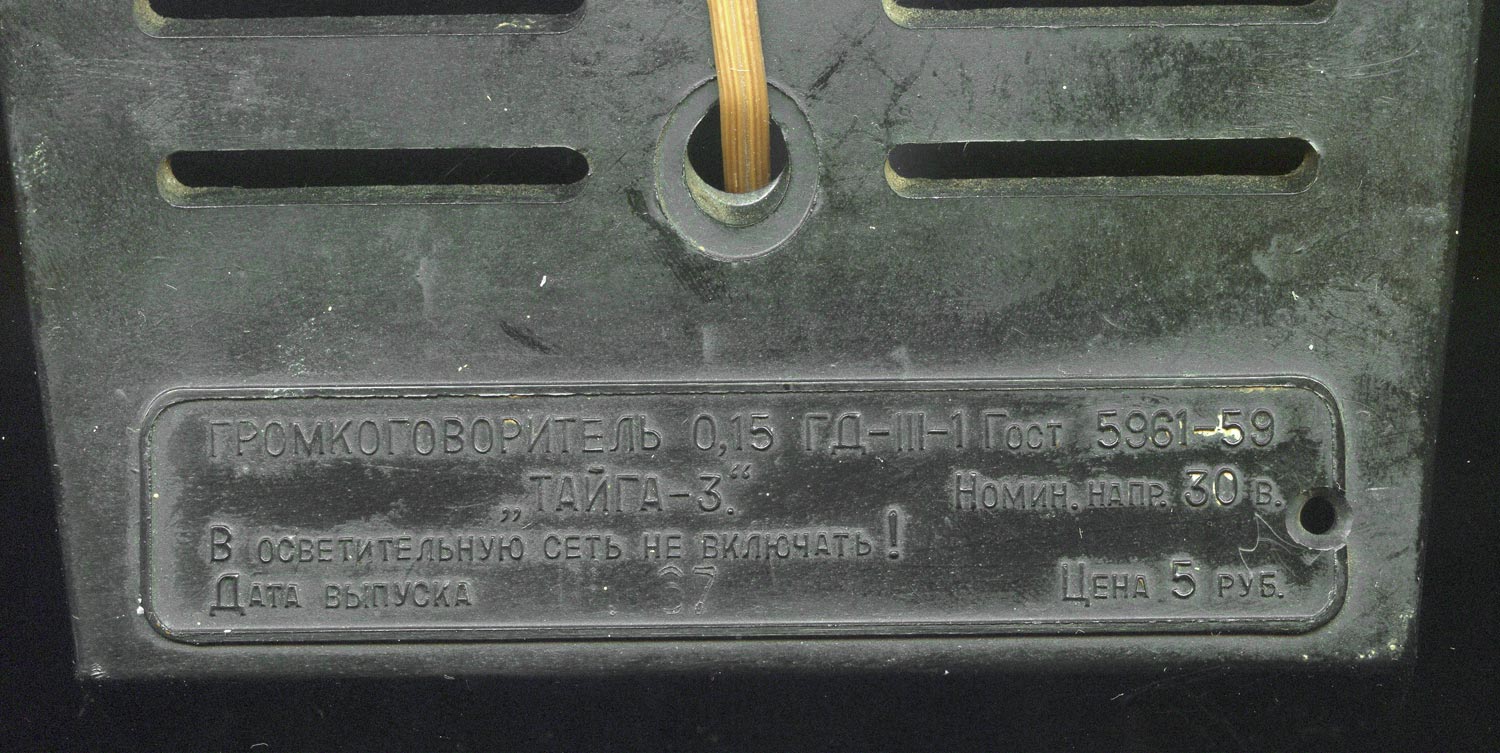 ГРОМКОГОВОРИТЕЛЬ 0,15 ГД-III-1 Гост 5961-59
„ТАЙГА-3.“ Номин. напр. 30 в.
В осветительную сеть не включать!
Дата выпуска 67 Цена 5 руб.